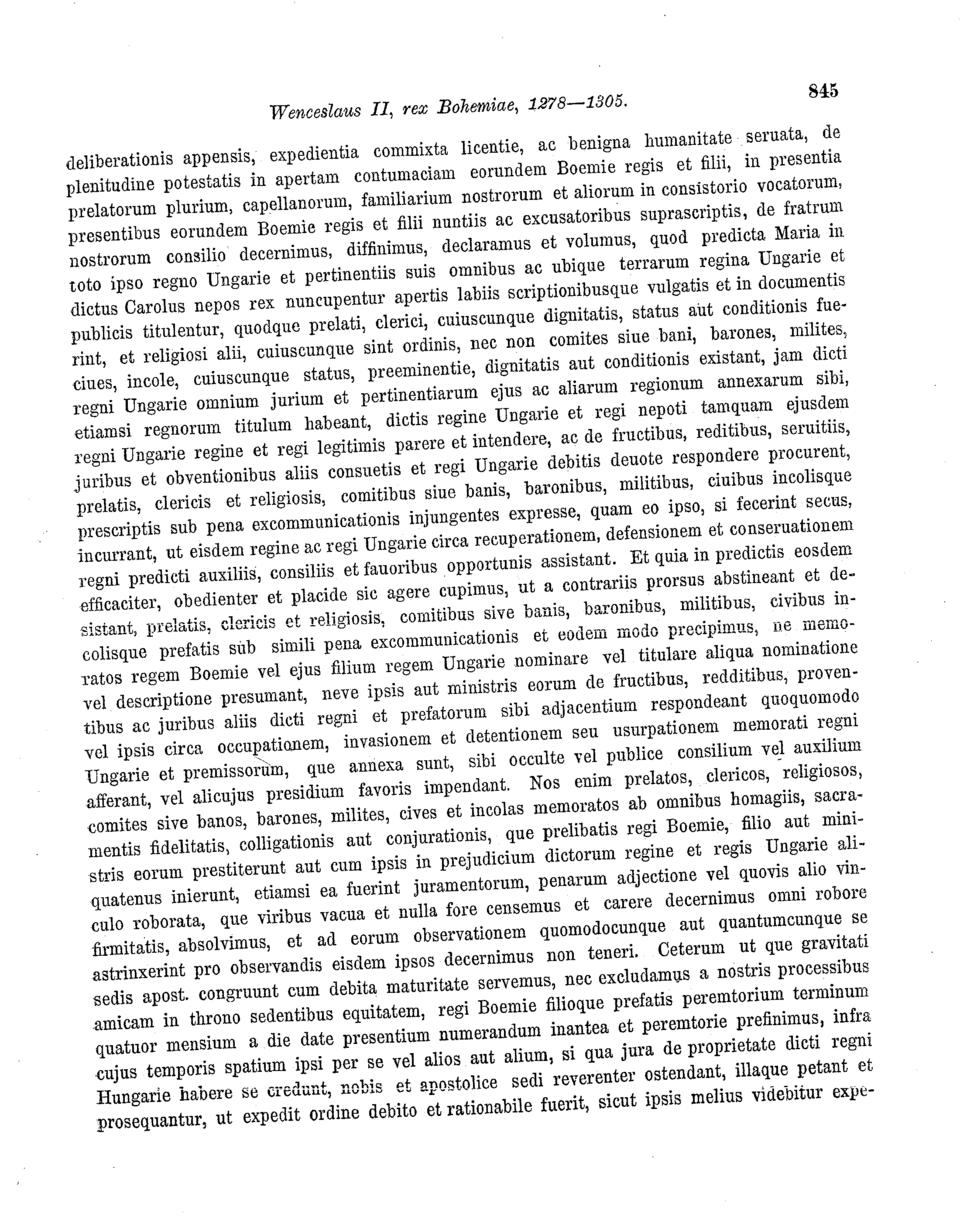 Wenceslaus II, rex Bohemiae, 1278—1305.
845
deliberationis appensis, expedientia commixta licentie, ac benigna humanitate seruata, de
plenitudine potestatis in apertam contumaciam eorundem Boemie regis et filii, in presentia
prelatorum plurium, capellanorum, familiarium nostrorum et aliorum in consistorio vocatorum,
presentibus eorundem Boemie regis et filii nuntiis ac excusatoribus suprascriptis, de fratrum
nostrorum consilio decernimus, diffinimus, declaramus et volumus, quod predicta Maria in
toto ipso regno Ungarie et pertinentiis suis omnibus ac ubique terrarum regina Ungarie et
dictus Carolus nepos rex nuncupentur apertis labiis scriptionibusque vulgatis et in documentis
publicis titulentur, quodque prelati, clerici, cuiuscunque dignitatis, status aut conditionis fue-
rint, et religiosi alii, cuiuscunque sint ordinis, nec non comites siue bani, barones, milites,
ciues, incole, cuiuscunque status, preeminentie, dignitatis aut conditionis existant, jam dicti
regni Ungarie omnium jurium et pertinentiarum ejus ac aliarum regionum annexarum sibi,
etiamsi regnorum titulum habeant, dictis regine Ungarie et regi nepoti tamquam ejusdem
regni Ungarie regine et regi legitimis parere et intendere, ac de fructibus, reditibus, seruitiis,
juribus et obventionibus aliis consuetis et regi Ungarie debitis deuote respondere procurent,
prelatis, clericis et religiosis, comitibus siue banis, baronibus, militibus, ciuibus incolisque
prescriptis sub pena excommunicationis injungentes expresse, quam eo ipso, si fecerint secus,
incurrant, ut eisdem regine ac regi Ungarie circa recuperationem, defensionem et conseruationem
regni predicti auxiliis, consiliis et fauoribus opportunis assistant. Et quia in predictis eosdem
efficaciter, obedienter et placide sic agere cupimus, ut a contrariis prorsus abstineant et de-
sistant, prelatis, clericis et religiosis, comitibus sive banis, baronibus, militibus, civibus in-
colisque prefatis sub simili pena excommunicationis et eodem modo precipimus, ne memo-
ratos regem Boemie vel ejus filium regem Ungarie nominare vel titulare aliqua nominatione
vel descriptione presumant, neve ipsis aut ministris eorum de fructibus, redditibus, proven-
tibus ac juribus aliis dicti regni et prefatorum sibi adjacentium respondeant quoquomodo
vel ipsis circa occupationem, invasionem et detentionem seu usurpationem memorati regni
Ungarie et premissorum, que annexa sunt, sibi occulte vel publice consilium vel auxilium
afferant, vel alicujus presidium favoris impendant. Nos enim prelatos, clericos, religiosos,
comites sive banos, barones, milites, cives et incolas memoratos ab omnibus homagiis, sacra-
mentis fidelitatis, colligationis aut conjurationis, que prelibatis regi Boemie, filio aut mini-
stris eorum prestiterunt aut cum ipsis in prejudicium dictorum regine et regis Ungarie ali-
quatenus inierunt, etiamsi ea fuerint juramentorum, penarum adjectione vel quovis alio vin-
culo roborata, que viribus vacua et nulla fore censemus et carere decernimus omni robore
firmitatis, absolvimus, et ad eorum observationem quomodocunque aut quantumcunque se
astrinxerint pro observandis eisdem ipsos decernimus non teneri. Ceterum ut que gravitati
sedis apost. congruunt cum debita maturitate servemus, nec excludamus a nostris processibus
amicam in throno sedentibus equitatem, regi Boemie filioque prefatis peremtorium terminum
quatuor mensium a die date presentium numerandum inantea et peremtorie prefinimus, infra
cujus temporis spatium ipsi per se vel alios aut alium, si qua jura de proprietate dicti regni
Hungarie habere se credunt, nobis et apostolice sedi reverenter ostendant, illaque petant et
prosequantur, ut expedit ordine debito et rationabile fuerit, sicut ipsis melius videbitur expe-